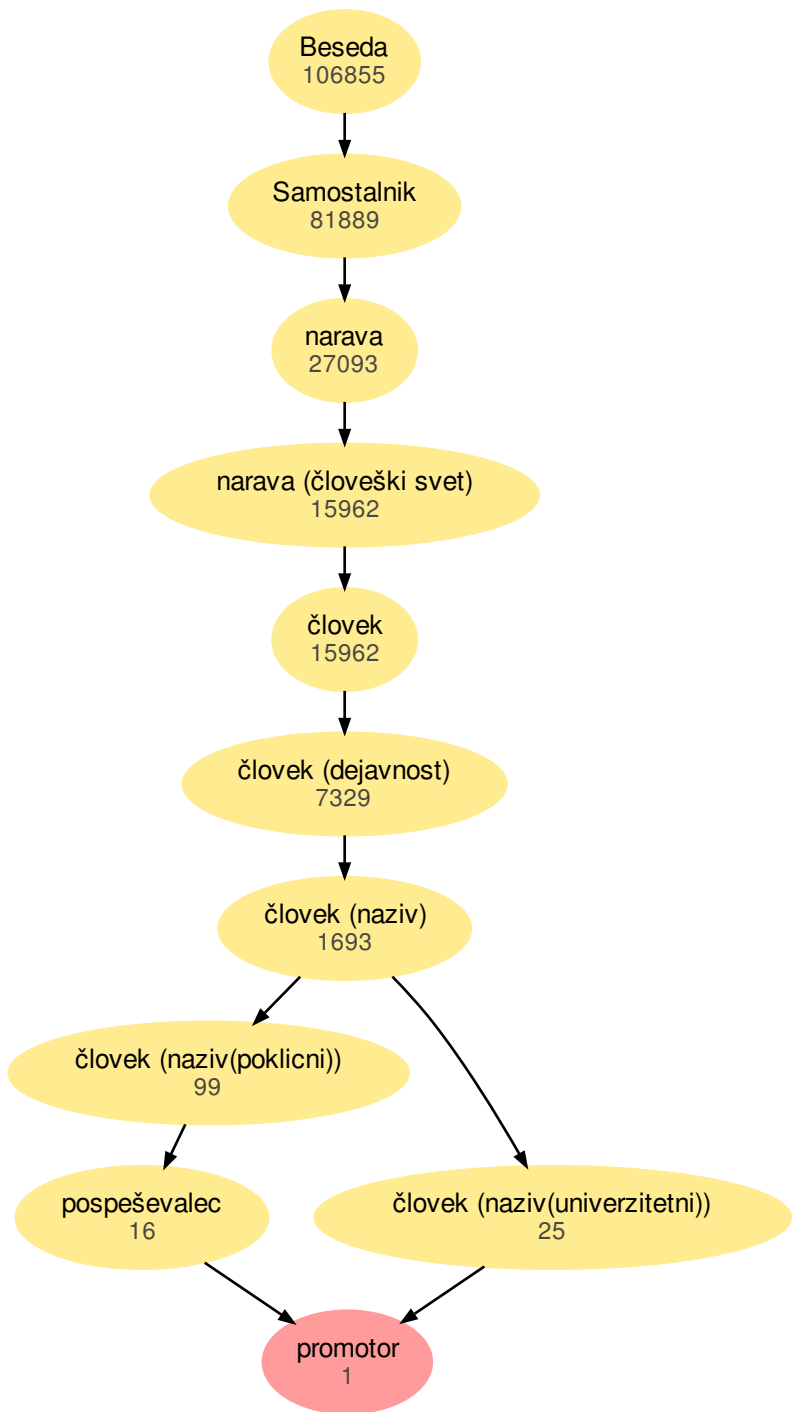 Beseda
106855
Samostalnik
81889
narava
27093
narava (človeški svet)
15962
človek
15962
človek (dejavnost)
7329
človek (naziv)
1693
človek (naziv(poklicni))
99
pospeševalec
16
človek (naziv(univerzitetni))
25
promotor
1